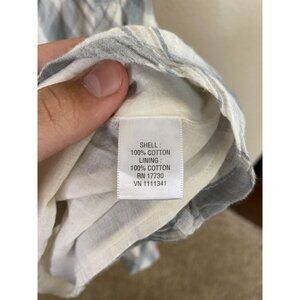 SHELL :
100% COTTON
LINING :
100% COTTON
RN 17730
VN 1111341